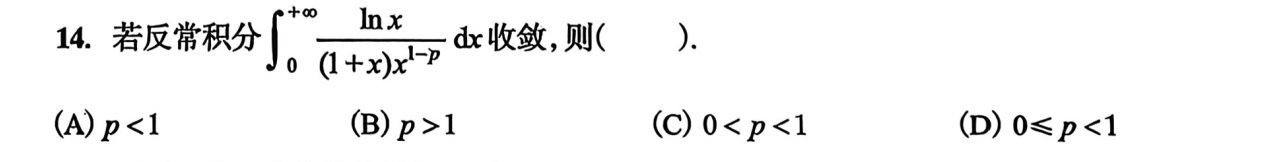 14. 若反常积分∫₀^{+∞} \frac{\ln x}{(1+x)x^{1-p}} dx 收敛,则(　　).
(A) p<1　(B) p>1　(C) 0<p<1　(D) 0≤p<1